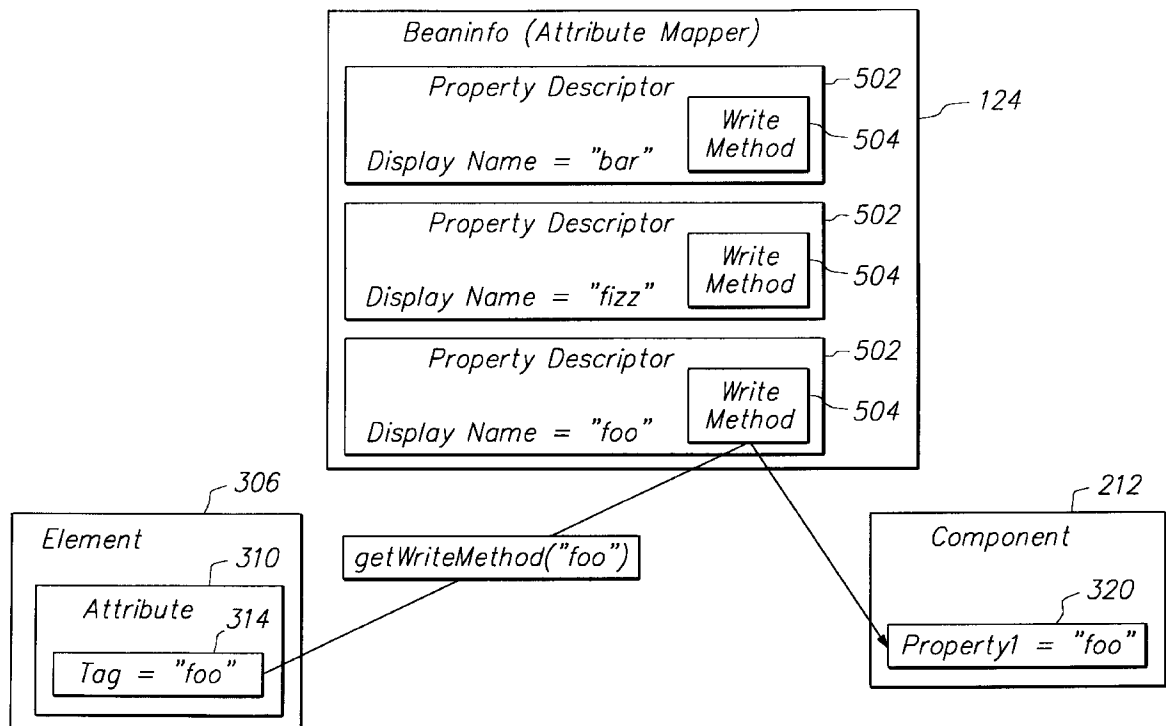 Beaninfo (Attribute Mapper)
Property Descriptor
502
124
Write
Method
504
Display Name = "bar"
Property Descriptor
502
Write
Method
504
Display Name = "fizz"
Property Descriptor
502
Write
Method
504
Display Name = "foo"
306
Element
310
Attribute
314
Tag = "foo"
getWriteMethod("foo")
212
Component
320
Property1 = "foo"